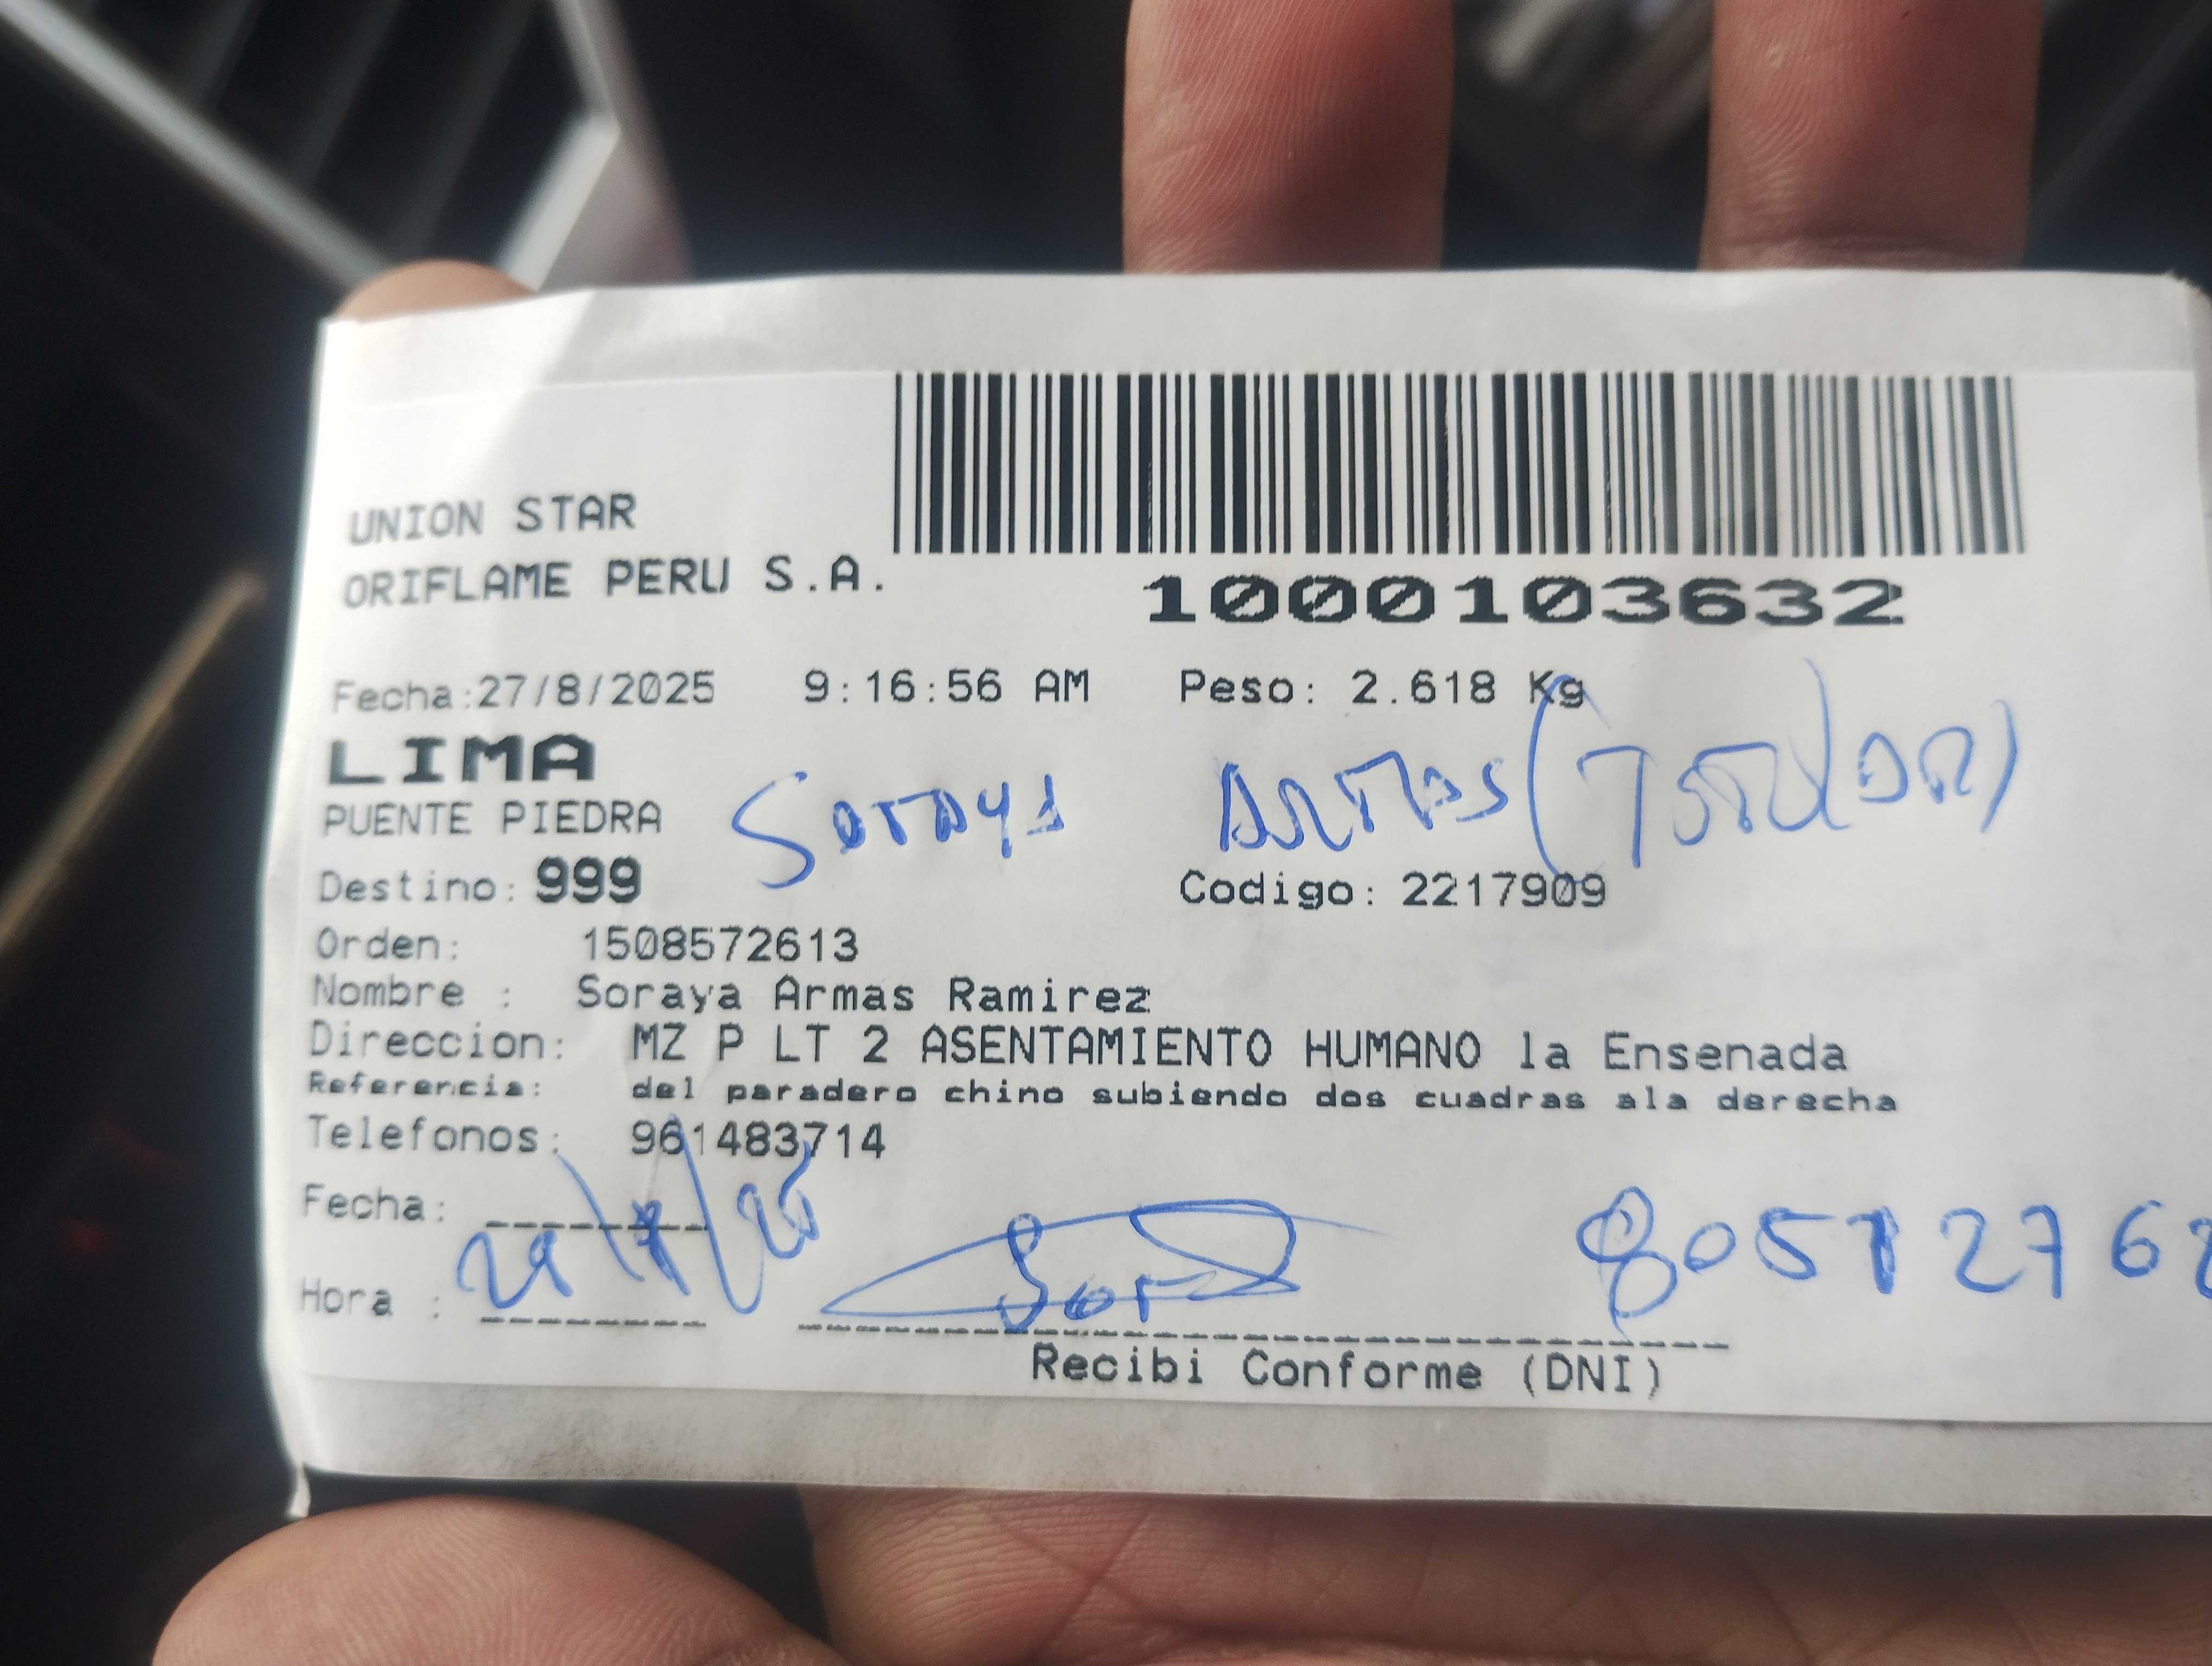 UNION STAR
ORIFLAME PERU S.A.
1000103632
Fecha:27/8/2025 9:16:56 AM Peso: 2.618 Kg
LIMA
PUENTE PIEDRA
Soraya Armas
Destino: 999 Codigo: 2217909
Orden: 1508572613
Nombre : Soraya Armas Ramirez
Direccion: MZ P LT 2 ASENTAMIENTO HUMANO la Ensenada
Referencia: del paradero chino subiendo dos cuadras ala derecha
Telefonos: 961483714
Fecha:
Hora :
Recibi Conforme (DNI)